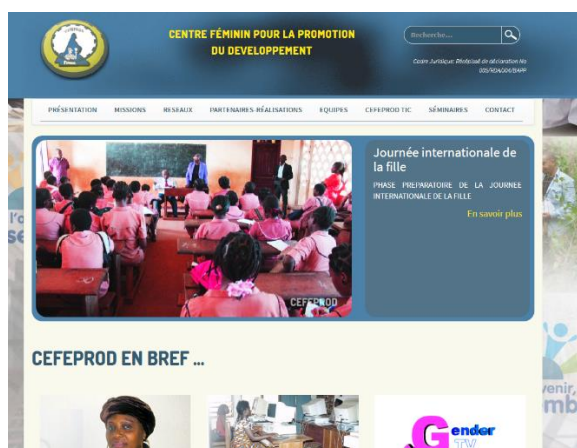 CENTRE FÉMININ POUR LA PROMOTION
DU DEVELOPPEMENT
Recherche...
PRÉSENTATION MISSIONS RESEAUX PARTENAIRES-RÉALISATIONS EQUIPES CEFEPROD TIC SÉMINAIRES CONTACT
Journée internationale de
la fille
PHASE PREPARATOIRE DE LA JOURNEE
INTERNATIONALE DE LA FILLE
En savoir plus
CEFEPROD
CEFEPROD EN BREF ...
Gender
TV